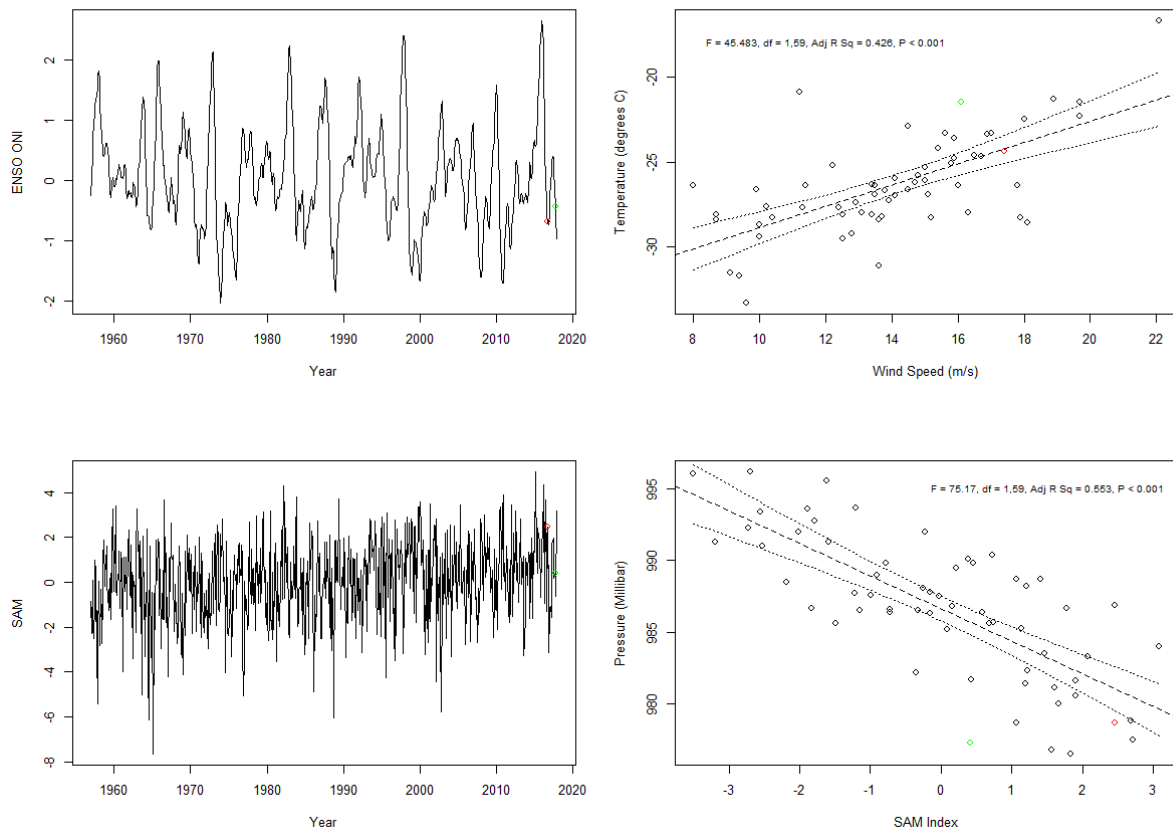 ENSO ONI
2
1
0
-1
-2
1960 1970 1980 1990 2000 2010 2020
Year
F = 45.483, df = 1,59, Adj R Sq = 0.426, P < 0.001
Temperature (degrees C)
-20
-25
-30
8 10 12 14 16 18 20 22
Wind Speed (m/s)
SAM
4
2
0
-2
-4
-6
-8
1960 1970 1980 1990 2000 2010 2020
Year
F = 75.17, df = 1,59, Adj R Sq = 0.553, P < 0.001
Pressure (Millibar)
995
990
985
980
-3 -2 -1 0 1 2 3
SAM Index